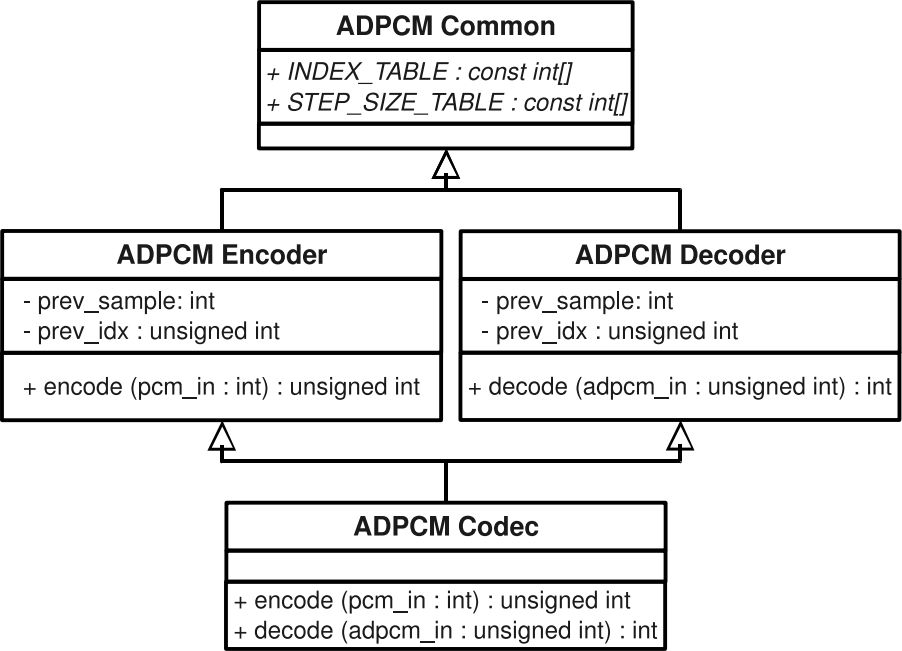 ADPCM Common
+ INDEX_TABLE : const int[]
+ STEP_SIZE_TABLE : const int[]
ADPCM Encoder
- prev_sample: int
- prev_idx : unsigned int
+ encode (pcm_in : int) : unsigned int
ADPCM Decoder
- prev_sample: int
- prev_idx : unsigned int
+ decode (adpcm_in : unsigned int) : int
ADPCM Codec
+ encode (pcm_in : int) : unsigned int
+ decode (adpcm_in : unsigned int) : int